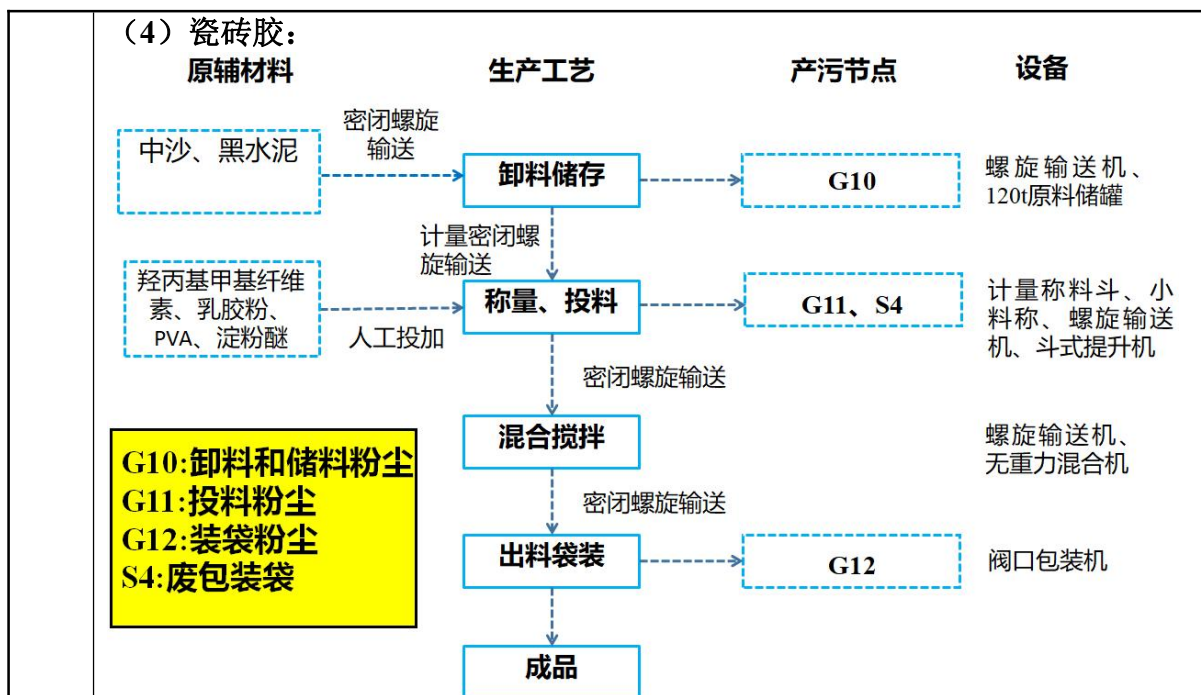 （4）瓷砖胶：
原辅材料
生产工艺
产污节点
设备
密闭螺旋
输送
中沙、黑水泥
卸料储存
G10
螺旋输送机、
120t原料储罐
计量密闭螺
旋输送
羟丙基甲基纤维
素、乳胶粉、
PVA、淀粉醚
人工投加
称量、投料
G11、S4
计量称料斗、小
料称、螺旋输送
机、斗式提升机
密闭螺旋输送
混合搅拌
螺旋输送机、
无重力混合机
密闭螺旋输送
出料袋装
G12
阀口包装机
成品
G10:卸料和储料粉尘
G11:投料粉尘
G12:装袋粉尘
S4:废包装袋